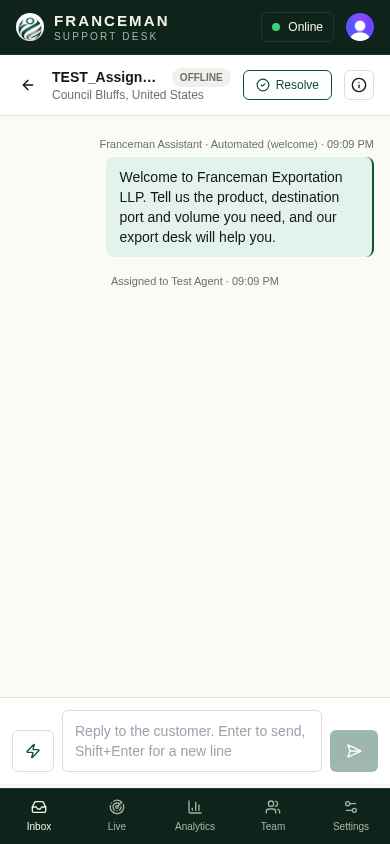 FRANCEMAN
SUPPORT DESK
Online
TEST_Assign...
OFFLINE
Council Bluffs, United States
Resolve
Franceman Assistant · Automated (welcome) · 09:09 PM
Welcome to Franceman Exportation
LLP. Tell us the product, destination
port and volume you need, and our
export desk will help you.
Assigned to Test Agent · 09:09 PM
Reply to the customer. Enter to send,
Shift+Enter for a new line
Inbox
Live
Analytics
Team
Settings